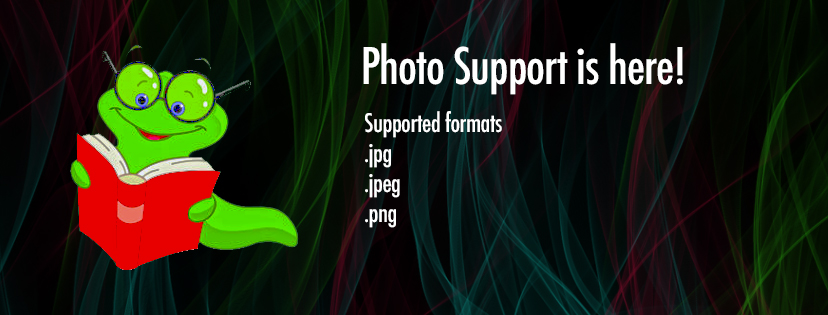 Photo Support is here!
Supported formats
.jpg
.jpeg
.png